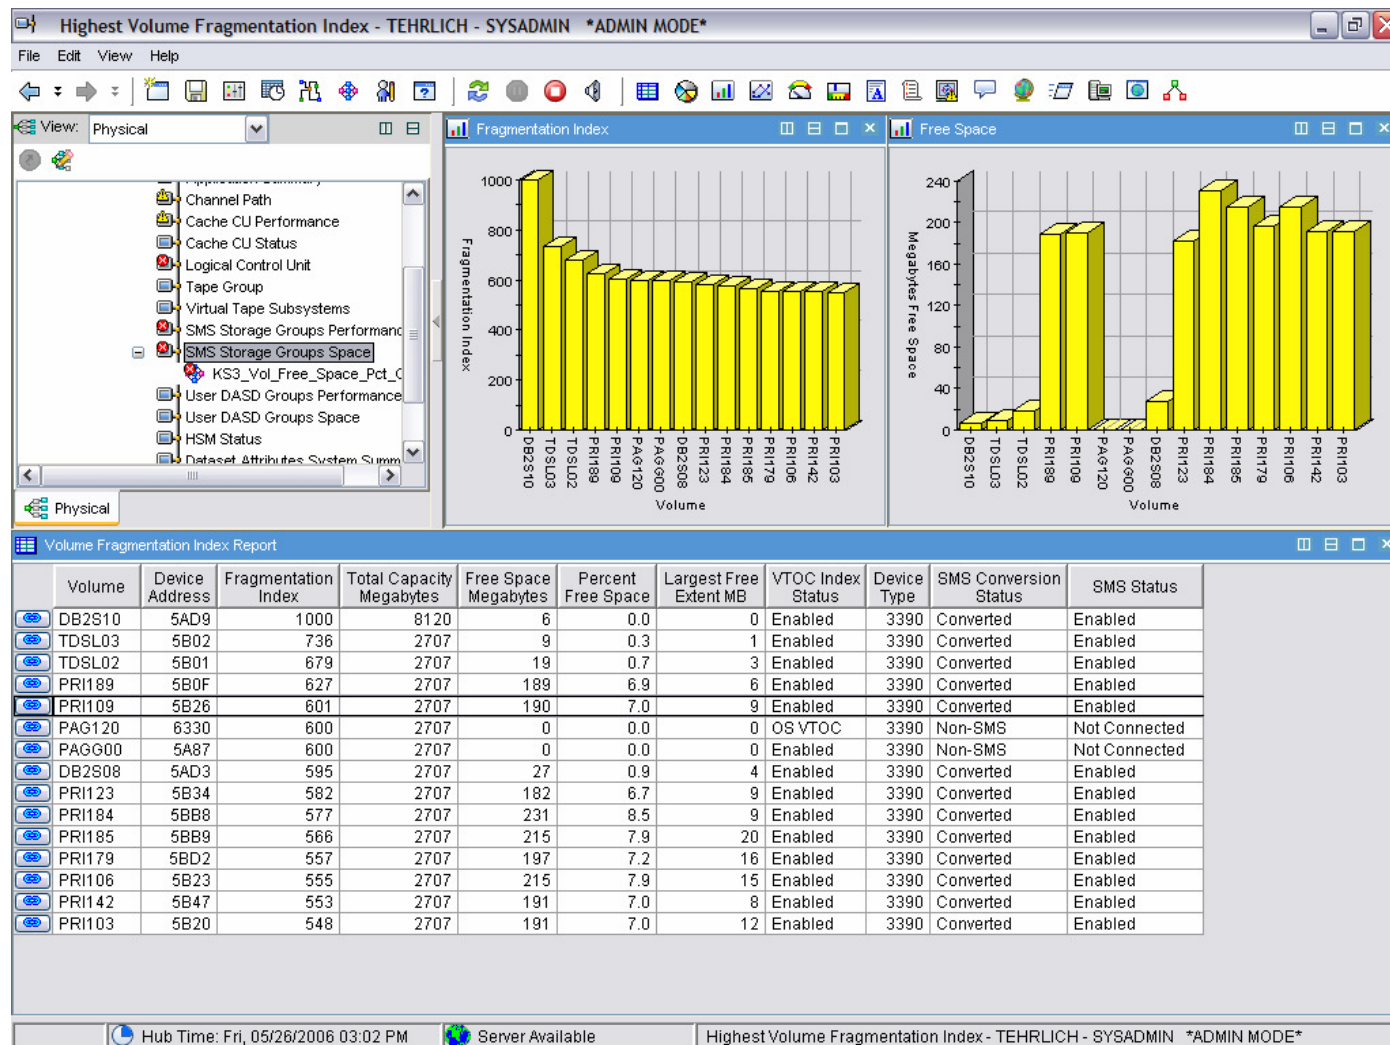 Highest Volume Fragmentation Index - TEHRLICH - SYSADMIN *ADMIN MODE*
File Edit View Help
View: Physical
Channel Path
Cache CU Performance
Cache CU Status
Logical Control Unit
Tape Group
Virtual Tape Subsystems
SMS Storage Groups Performanc
SMS Storage Groups Space
KS3_Vol_Free_Space_Pct_C
User DASD Groups Performance
User DASD Groups Space
HSM Status
Dataset Attributes System Summ
Physical
Fragmentation Index
1000
800
600
400
200
0
Fragmentation Index
DB2S10 TDSL03 TDSL02 PRI189 PRI109 PAG120 PAGG00 DB2S08 PRI123 PRI184 PRI185 PRI179 PRI106 PRI142 PRI103
Volume
Free Space
240
200
160
120
80
40
0
Megabytes Free Space
DB2S10 TDSL03 TDSL02 PRI189 PRI109 PAG120 PAGG00 DB2S08 PRI123 PRI184 PRI185 PRI179 PRI106 PRI142 PRI103
Volume
Volume Fragmentation Index Report
Volume Device Address Fragmentation Index Total Capacity Megabytes Free Space Megabytes Percent Free Space Largest Free Extent MB VTOC Index Status Device Type SMS Conversion Status SMS Status
DB2S10 5AD9 1000 8120 6 0.0 0 Enabled 3390 Converted Enabled
TDSL03 5B02 736 2707 9 0.3 1 Enabled 3390 Converted Enabled
TDSL02 5B01 679 2707 19 0.7 3 Enabled 3390 Converted Enabled
PRI189 5B0F 627 2707 189 6.9 6 Enabled 3390 Converted Enabled
PRI109 5B26 601 2707 190 7.0 9 Enabled 3390 Converted Enabled
PAG120 6330 600 2707 0 0.0 0 OS VTOC 3390 Non-SMS Not Connected
PAGG00 5A87 600 2707 0 0.0 0 Enabled 3390 Non-SMS Not Connected
DB2S08 5AD3 595 2707 27 0.9 4 Enabled 3390 Converted Enabled
PRI123 5B34 582 2707 182 6.7 9 Enabled 3390 Converted Enabled
PRI184 5BB8 577 2707 231 8.5 9 Enabled 3390 Converted Enabled
PRI185 5BB9 566 2707 215 7.9 20 Enabled 3390 Converted Enabled
PRI179 5BD2 557 2707 197 7.2 16 Enabled 3390 Converted Enabled
PRI106 5B23 555 2707 215 7.9 15 Enabled 3390 Converted Enabled
PRI142 5B47 553 2707 191 7.0 8 Enabled 3390 Converted Enabled
PRI103 5B20 548 2707 191 7.0 12 Enabled 3390 Converted Enabled
Hub Time: Fri, 05/26/2006 03:02 PM Server Available Highest Volume Fragmentation Index - TEHRLICH - SYSADMIN *ADMIN MODE*